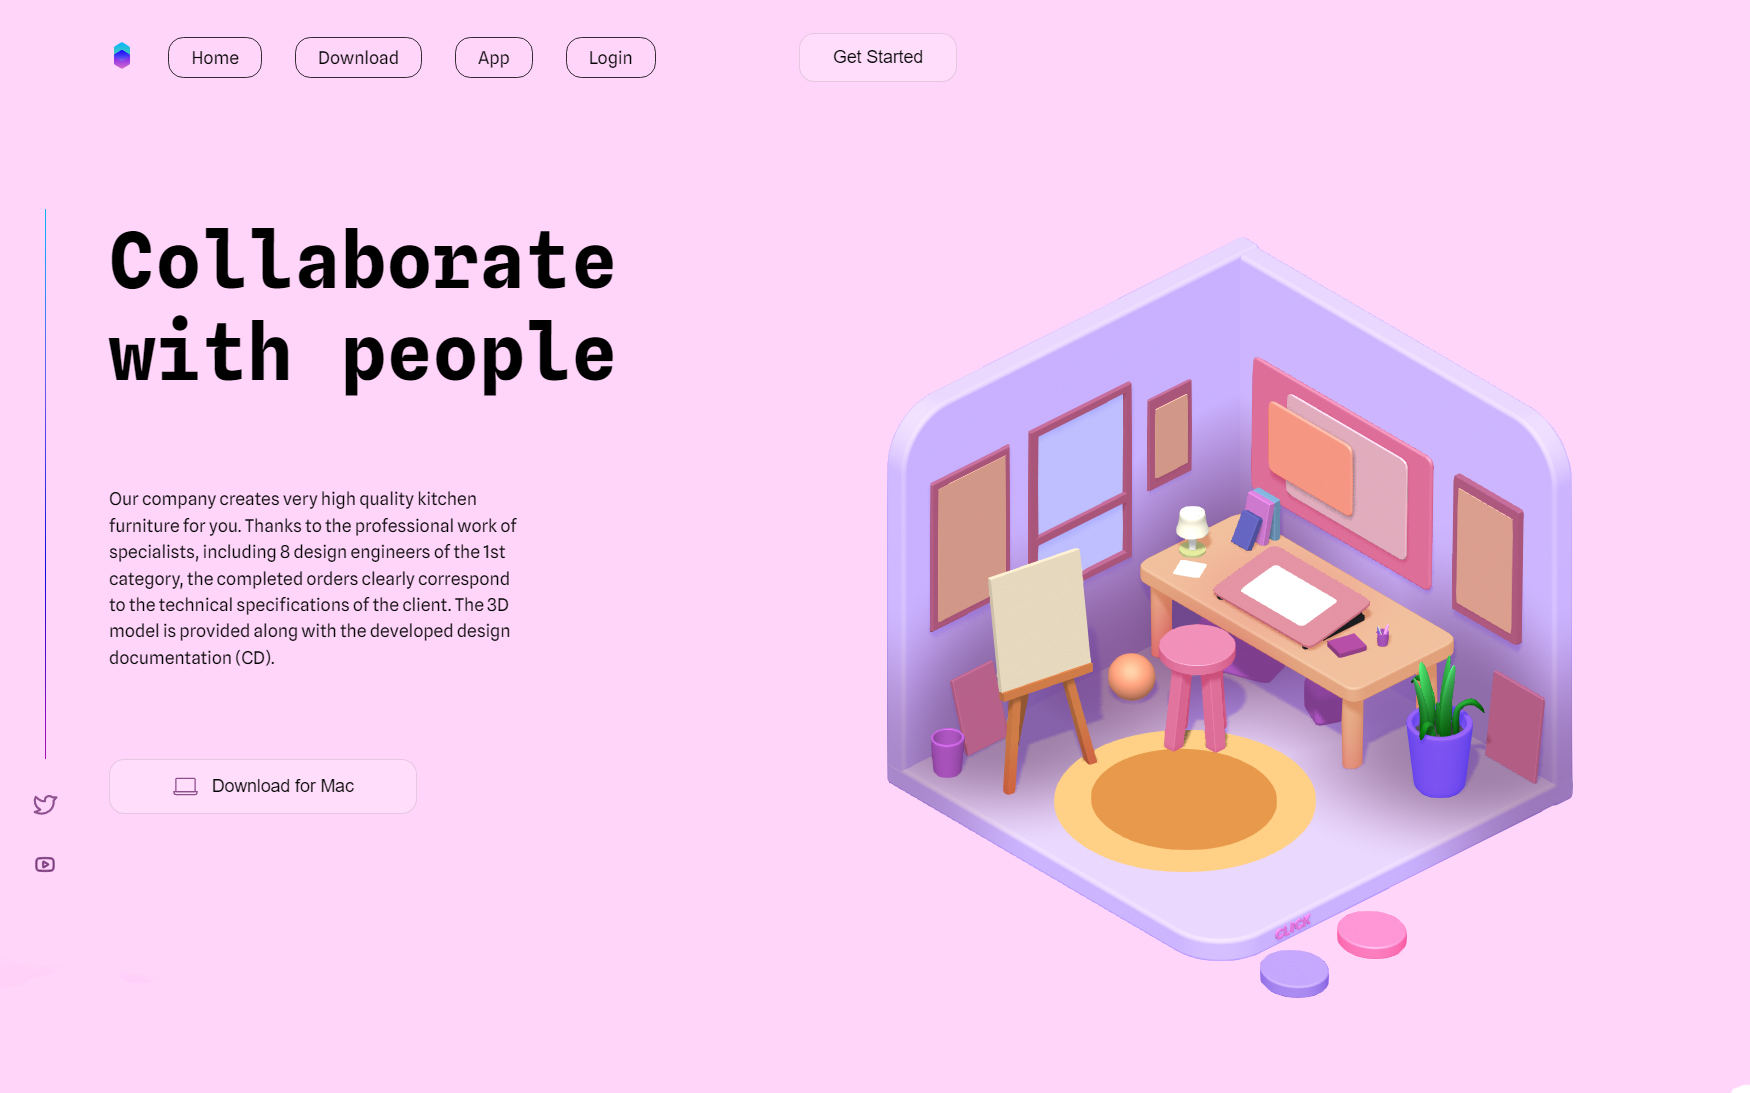 Home Download App Login Get Started
Collaborate
with people
Our company creates very high quality kitchen
furniture for you. Thanks to the professional work of
specialists, including 8 design engineers of the 1st
category, the completed orders clearly correspond
to the technical specifications of the client. The 3D
model is provided along with the developed design
documentation (CD).
Download for Mac
CLICK